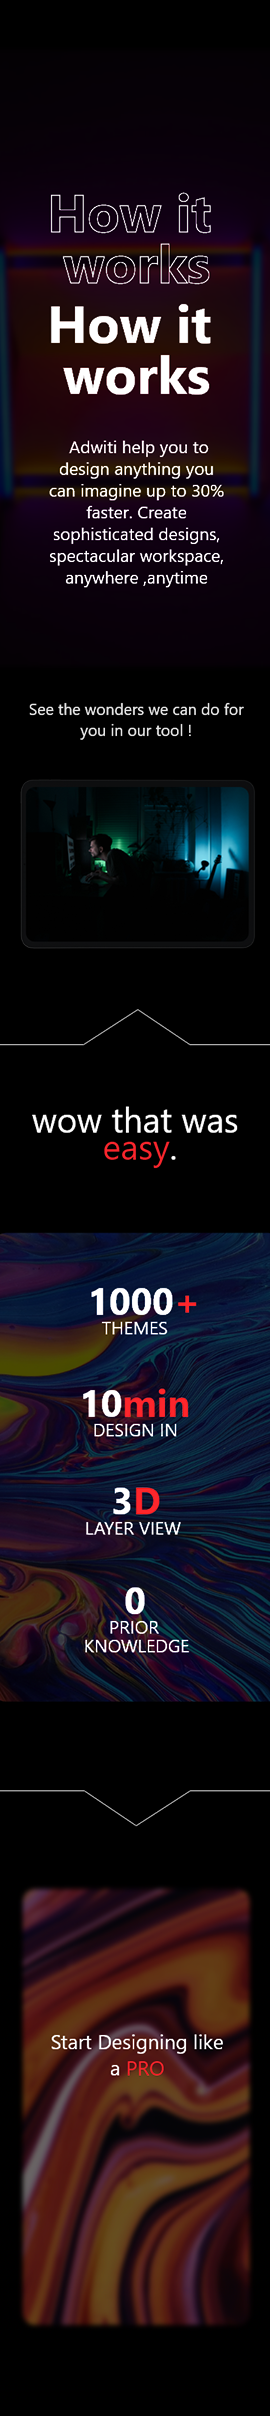 How it
works
How it
works
Adwiti help you to
design anything you
can imagine up to 30%
faster. Create
sophisticated designs,
spectacular workspace,
anywhere ,anytime
See the wonders we can do for
you in our tool !
wow that was
easy.
1000+
THEMES
10min
DESIGN IN
3D
LAYER VIEW
0
PRIOR
KNOWLEDGE
Start Designing like
a PRO